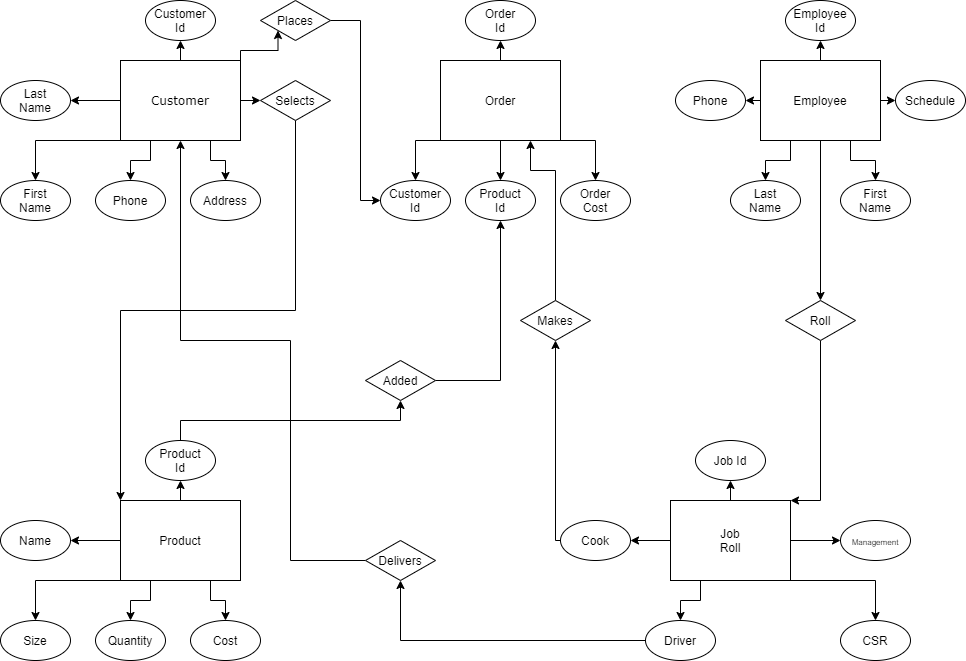 Customer
Id
Places
Order
Id
Employee
Id
Last
Name
Customer
Selects
Order
Phone
Employee
Schedule
First
Name
Phone
Address
Customer
Id
Product
Id
Order
Cost
Last
Name
First
Name
Makes
Roll
Added
Product
Id
Job Id
Name
Product
Delivers
Cook
Job
Roll
Management
Size
Quantity
Cost
Driver
CSR